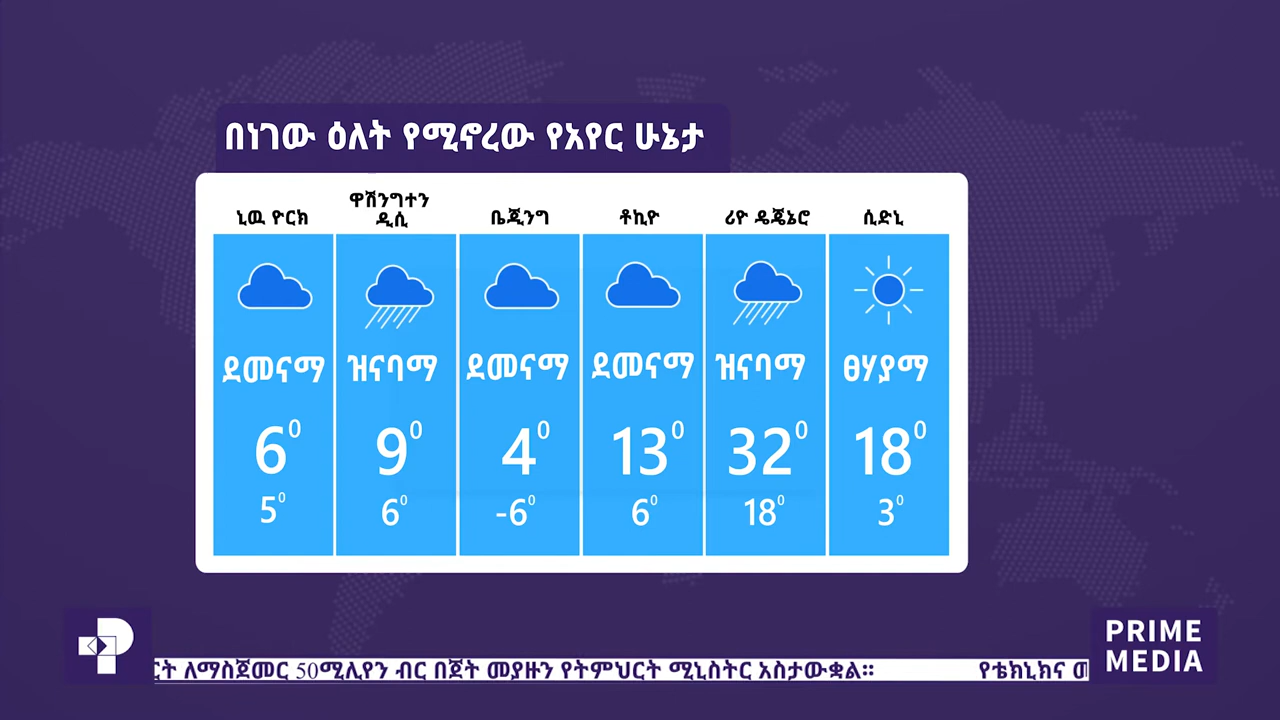 በነገው ዕለት የሚኖረው የአየር ሁኔታ
ኒዉ ዮርክ
ዋሽንግተን
ዲሲ
ቤጂንግ
ቶኪዮ
ሪዮ ዴጄኔሮ
ሲድኒ
ደመናማ ዝናባማ ደመናማ ደመናማ ዝናባማ ፀሃያማ
6⁰ 9⁰ 4⁰ 13⁰ 32⁰ 18⁰
5⁰ 6⁰ -6⁰ 6⁰ 18⁰ 3⁰
PRIME
MEDIA
ለማስጀመር 50ሚሊየን ብር በጀት መያዙን የትምህርት ሚኒስትር አስታውቋል። የቴክኒክና